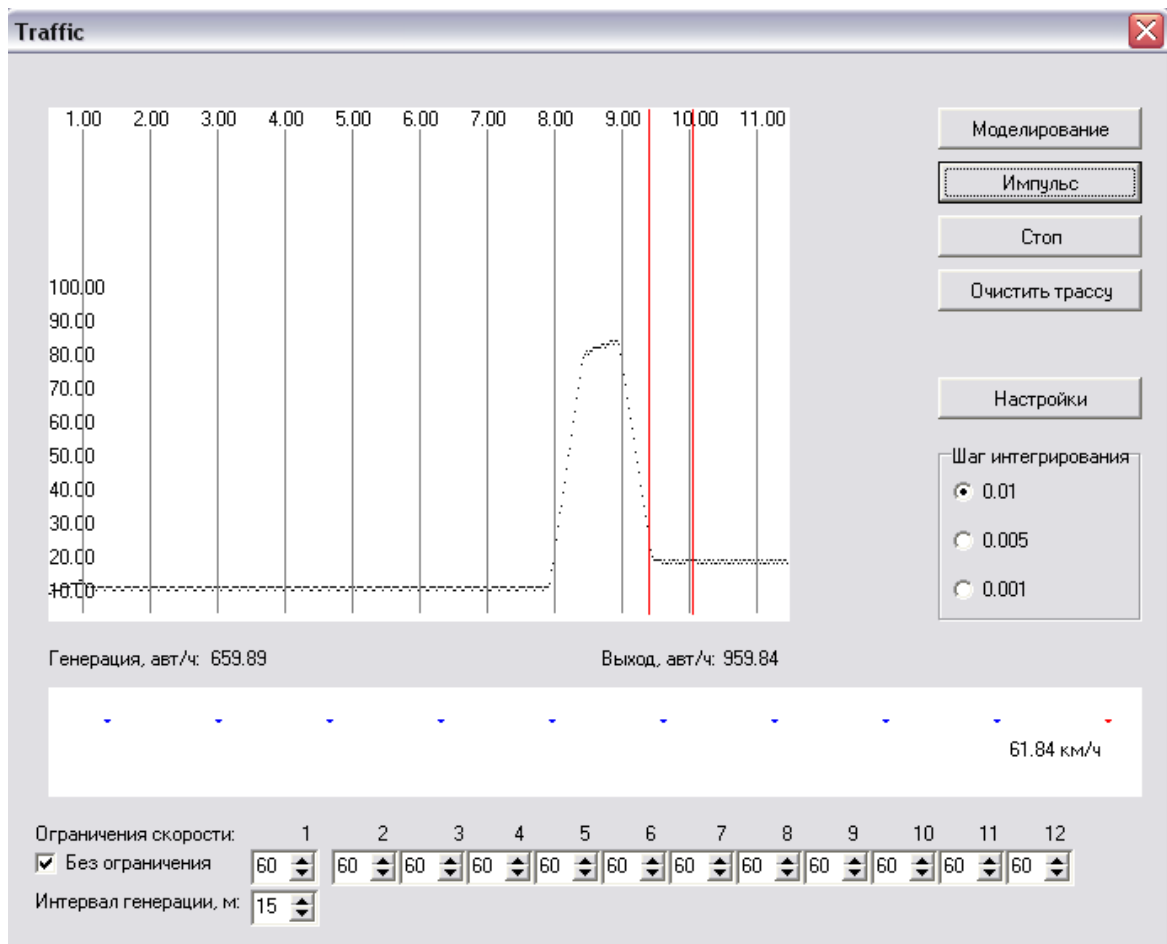 Traffic
1.00 2.00 3.00 4.00 5.00 6.00 7.00 8.00 9.00 10.00 11.00
100.00
90.00
80.00
70.00
60.00
50.00
40.00
30.00
20.00
10.00
Моделирование
Импульс
Стоп
Очистить трассу
Настройки
Шаг интегрирования
0.01
0.005
0.001
Генерация, авт/ч: 659.89 Выход, авт/ч: 959.84
61.84 км/ч
Ограничения скорости: 1 2 3 4 5 6 7 8 9 10 11 12
Без ограничения 60 60 60 60 60 60 60 60 60 60 60 60
Интервал генерации, м: 15